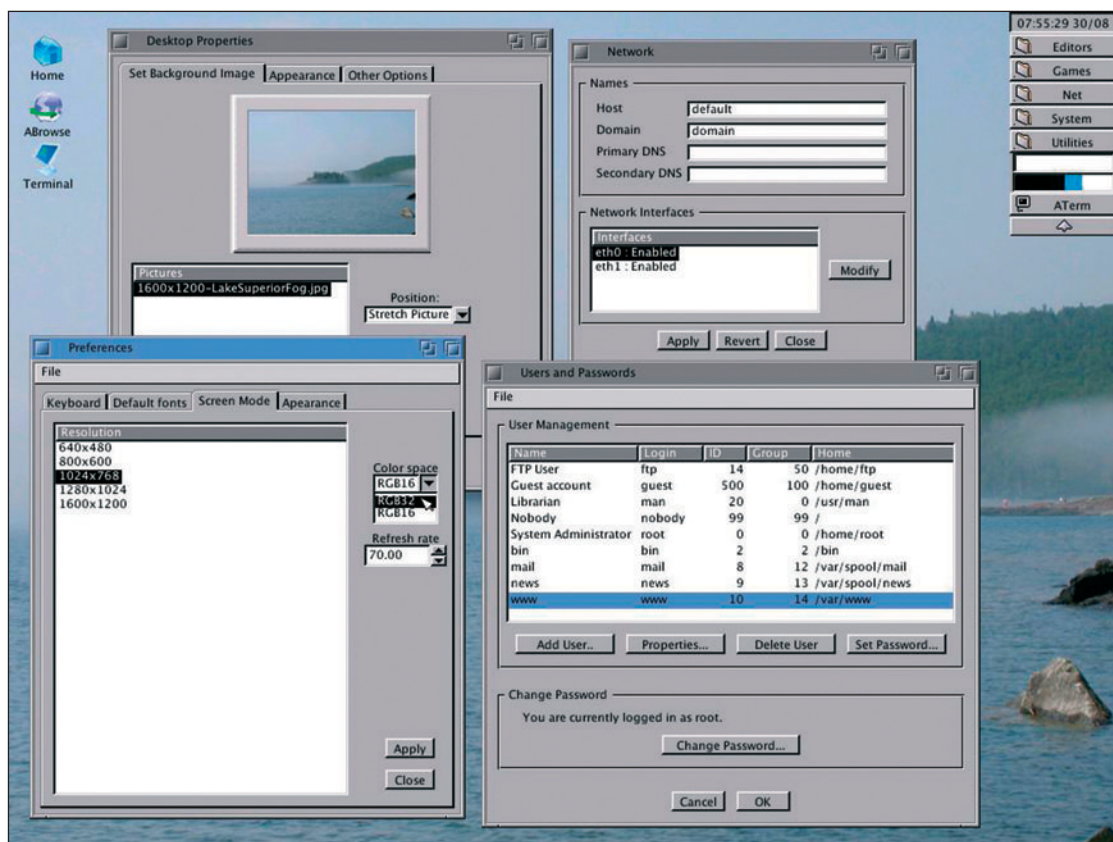 07:55:29 30/08
Editors
Games
Net
System
Utilities
ATerm
Home
ABrowse
Terminal
Desktop Properties
Set Background Image Appearance Other Options
Pictures
1600x1200-LakeSuperiorFog.jpg
Position:
Stretch Picture
Network
Names
Host default
Domain domain
Primary DNS
Secondary DNS
Network Interfaces
Interfaces
eth0 : Enabled
eth1 : Enabled
Modify
Apply Revert Close
Preferences
File
Keyboard Default fonts Screen Mode Apearance
Resolution
640x480
800x600
1024x768
1280x1024
1600x1200
Color space
RGB16
RGB32
RGB16
Refresh rate
70.00
Apply
Close
Users and Passwords
File
User Management
Name Login ID Group Home
FTP User ftp 14 50 /home/ftp
Guest account guest 500 100 /home/guest
Librarian man 20 0 /usr/man
Nobody nobody 99 99 /
System Administrator root 0 0 /home/root
bin bin 2 2 /bin
mail mail 8 12 /var/spool/mail
news news 9 13 /var/spool/news
www www 10 14 /var/www
Add User.. Properties... Delete User Set Password...
Change Password
You are currently logged in as root.
Change Password...
Cancel OK